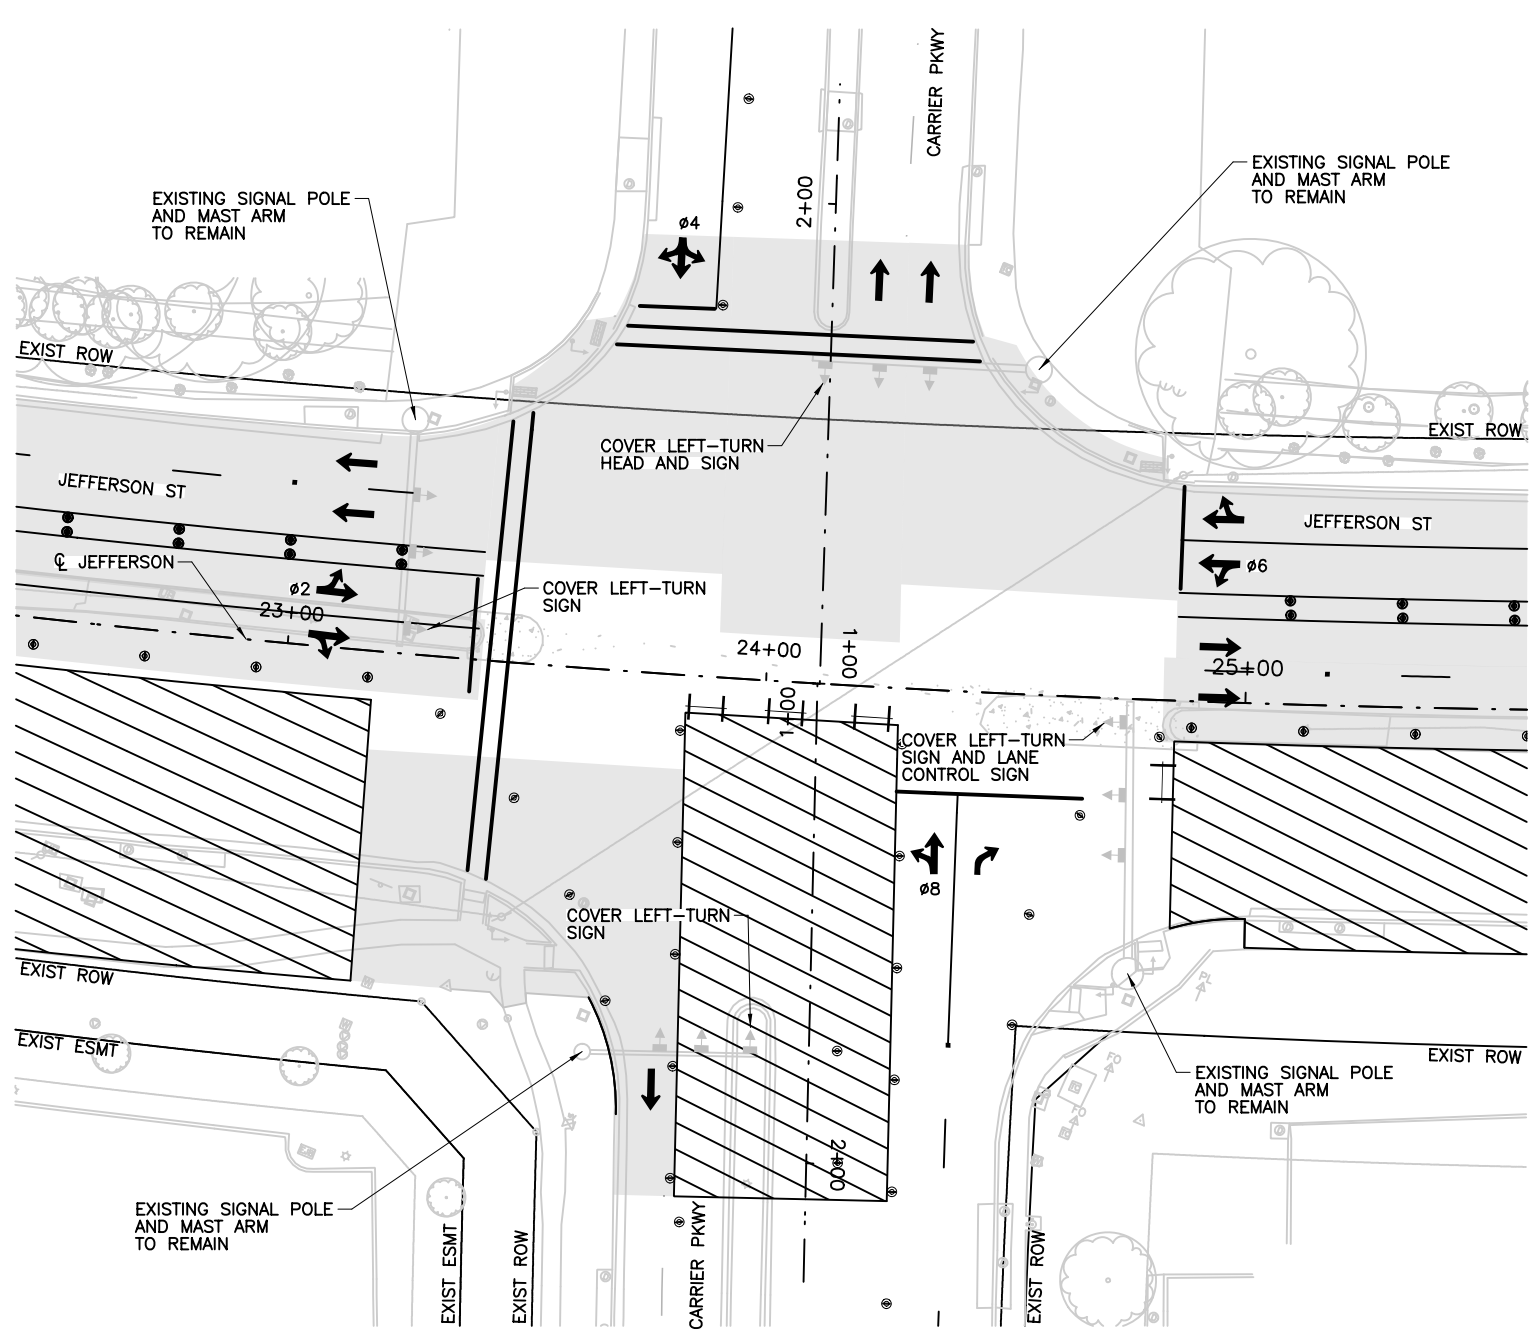 CARRIER PKWY
EXISTING SIGNAL POLE
AND MAST ARM
TO REMAIN
EXISTING SIGNAL POLE
AND MAST ARM
TO REMAIN
2+00
ø4
EXIST ROW
EXIST ROW
COVER LEFT-TURN
HEAD AND SIGN
JEFFERSON ST
JEFFERSON ST
℄ JEFFERSON
ø2
ø6
COVER LEFT-TURN
SIGN
23+00
24+00
1+00
25+00
1+00
COVER LEFT-TURN
SIGN AND LANE
CONTROL SIGN
ø8
COVER LEFT-TURN
SIGN
EXIST ROW
PL
EXIST ESMT
EXIST ROW
FO
EXISTING SIGNAL POLE
AND MAST ARM
TO REMAIN
FO
2+00
EXISTING SIGNAL POLE
AND MAST ARM
TO REMAIN
EXIST ESMT
EXIST ROW
CARRIER PKWY
EXIST ROW